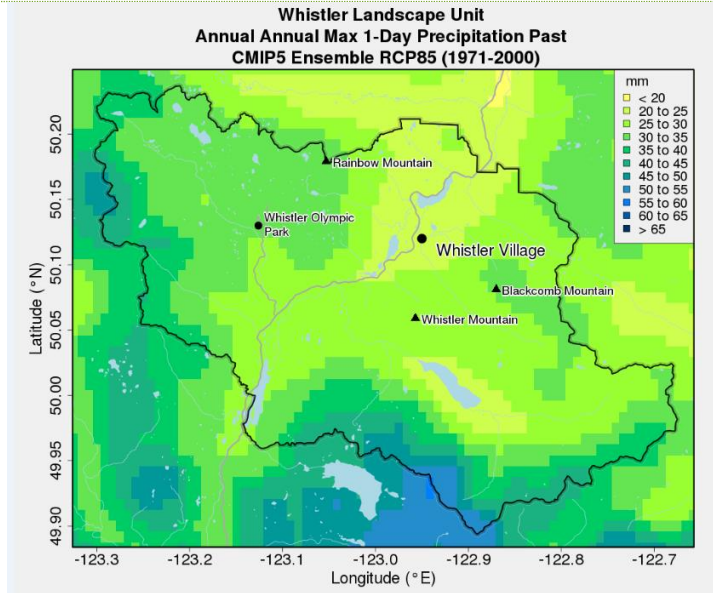 Whistler Landscape Unit
Annual Annual Max 1-Day Precipitation Past
CMIP5 Ensemble RCP85 (1971-2000)
mm
< 20
20 to 25
25 to 30
30 to 35
35 to 40
40 to 45
45 to 50
50 to 55
55 to 60
60 to 65
> 65
Rainbow Mountain
Whistler Olympic
Park
Whistler Village
Blackcomb Mountain
Whistler Mountain
Latitude (°N)
50.20
50.15
50.10
50.05
50.00
49.95
49.90
-123.3 -123.2 -123.1 -123.0 -122.9 -122.8 -122.7
Longitude (°E)